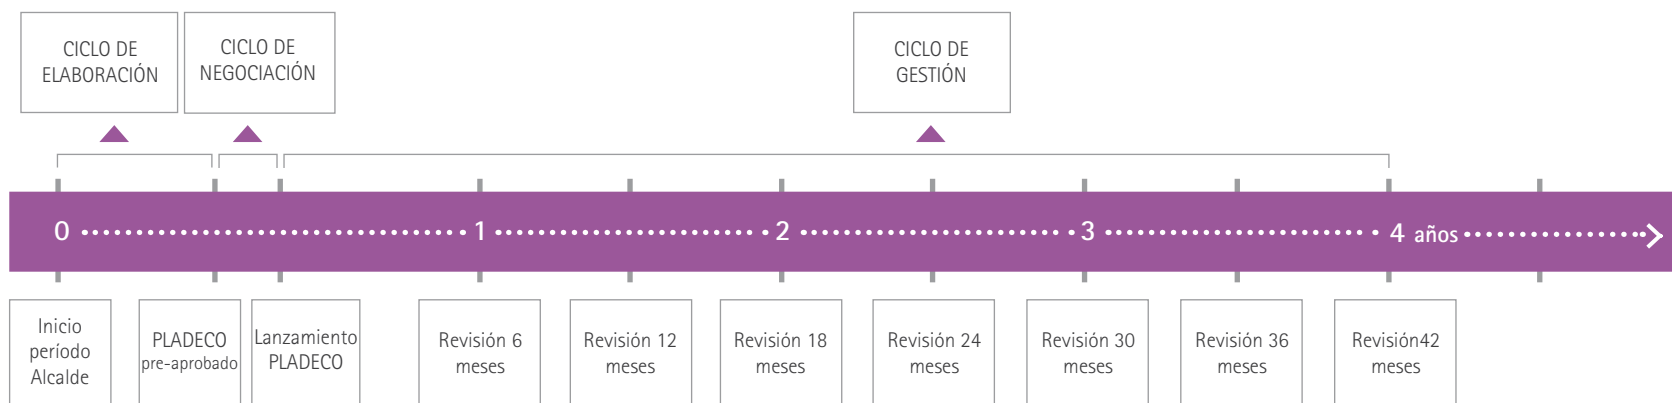 CICLO DE
ELABORACIÓN
CICLO DE
NEGOCIACIÓN
CICLO DE
GESTIÓN
0 1 2 3 4 años
Inicio
período
Alcalde
PLADECO
pre-aprobado
Lanzamiento
PLADECO
Revisión 6
meses
Revisión 12
meses
Revisión 18
meses
Revisión 24
meses
Revisión 30
meses
Revisión 36
meses
Revisión42
meses